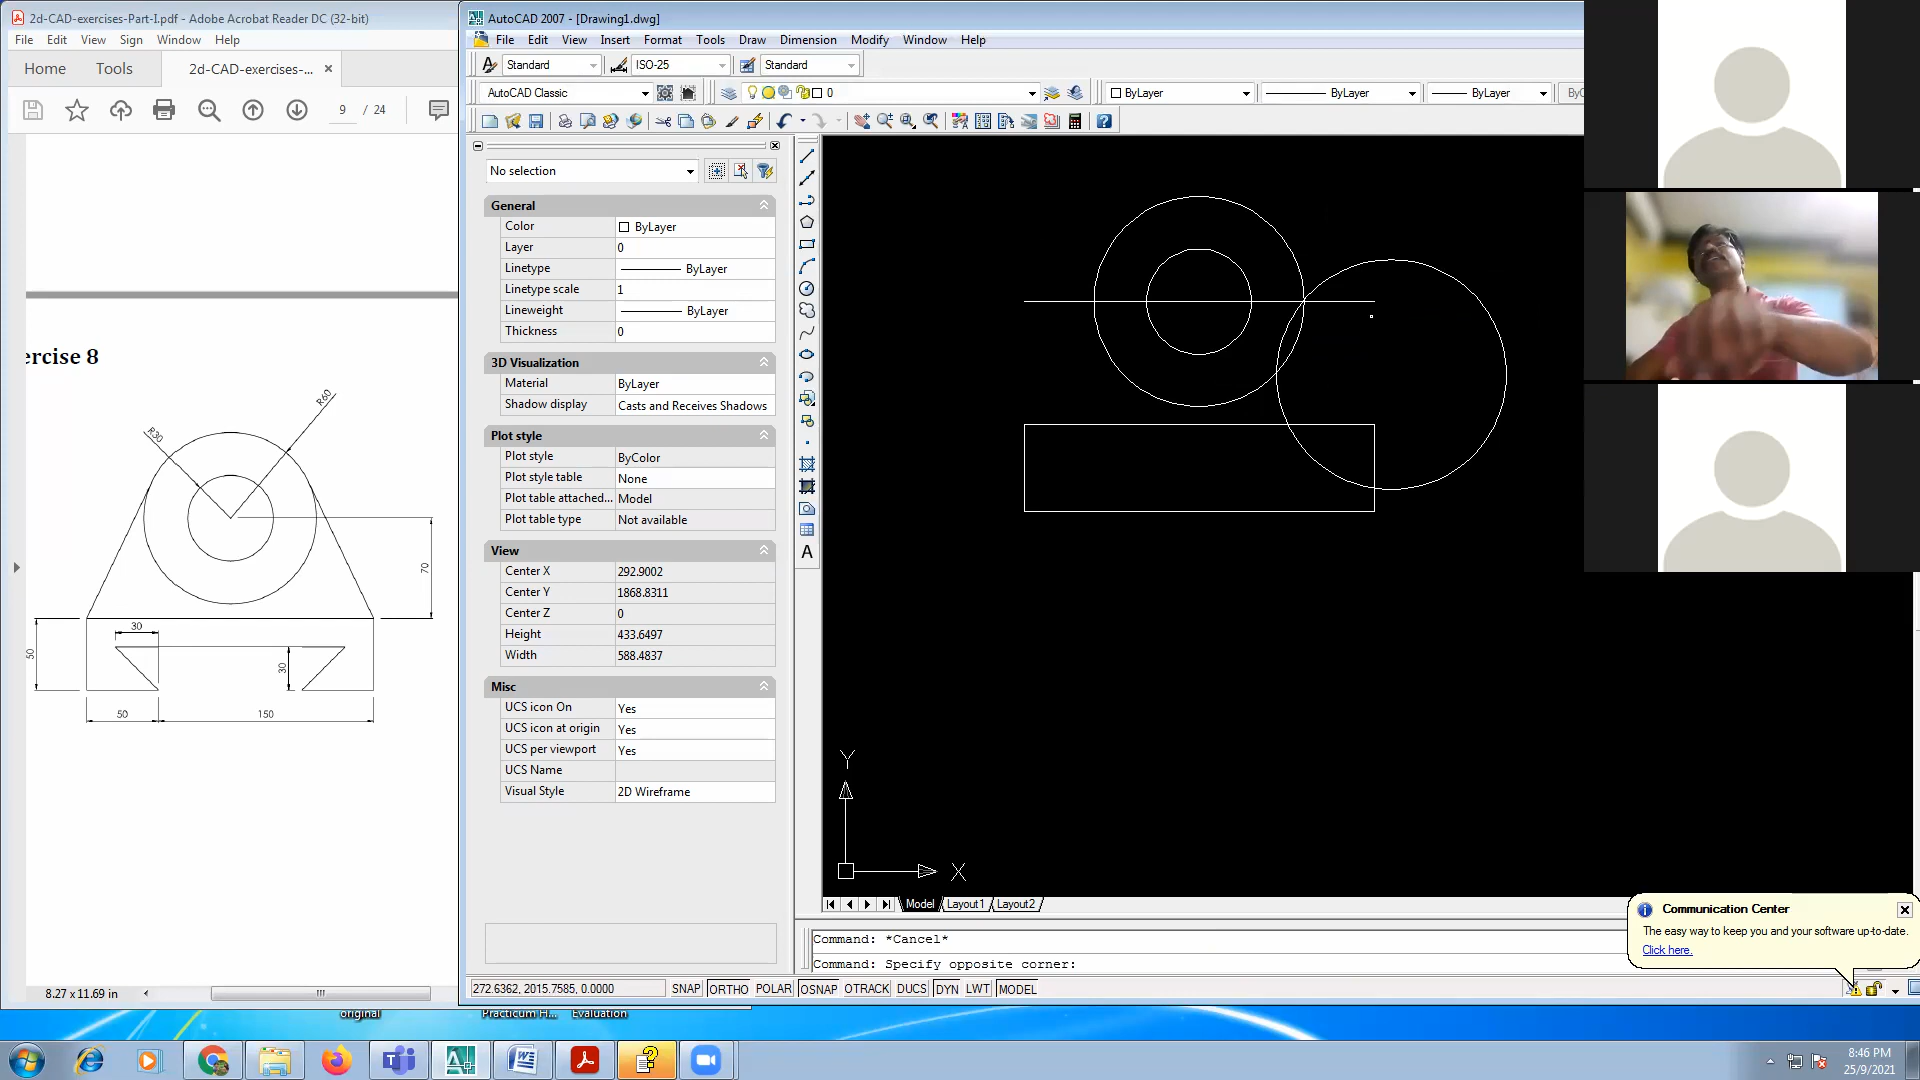 2d-CAD-exercises-Part-I.pdf - Adobe Acrobat Reader DC (32-bit)
File Edit View Sign Window Help
Home Tools 2d-CAD-exercises-...
9 / 24
ercise 8
R60
R30
70
30
50
30
50 150
8.27 x 11.69 in
AutoCAD 2007 - [Drawing1.dwg]
File Edit View Insert Format Tools Draw Dimension Modify Window Help
Standard ISO-25 Standard
AutoCAD Classic 0 ByLayer ByLayer ByLayer
No selection
General
Color ByLayer
Layer 0
Linetype ByLayer
Linetype scale 1
Lineweight ByLayer
Thickness 0
3D Visualization
Material ByLayer
Shadow display Casts and Receives Shadows
Plot style
Plot style ByColor
Plot style table None
Plot table attached... Model
Plot table type Not available
View
Center X 292.9002
Center Y 1868.8311
Center Z 0
Height 433.6497
Width 588.4837
Misc
UCS icon On Yes
UCS icon at origin Yes
UCS per viewport Yes
UCS Name
Visual Style 2D Wireframe
A
Y
X
Model Layout1 Layout2
Command: *Cancel*
Command: Specify opposite corner:
272.6362, 2015.7585, 0.0000 SNAP ORTHO POLAR OSNAP OTRACK DUCS DYN LWT MODEL
Communication Center
The easy way to keep you and your software up-to-date.
Click here.
original Practicum H... Evaluation
8:46 PM
25/9/2021